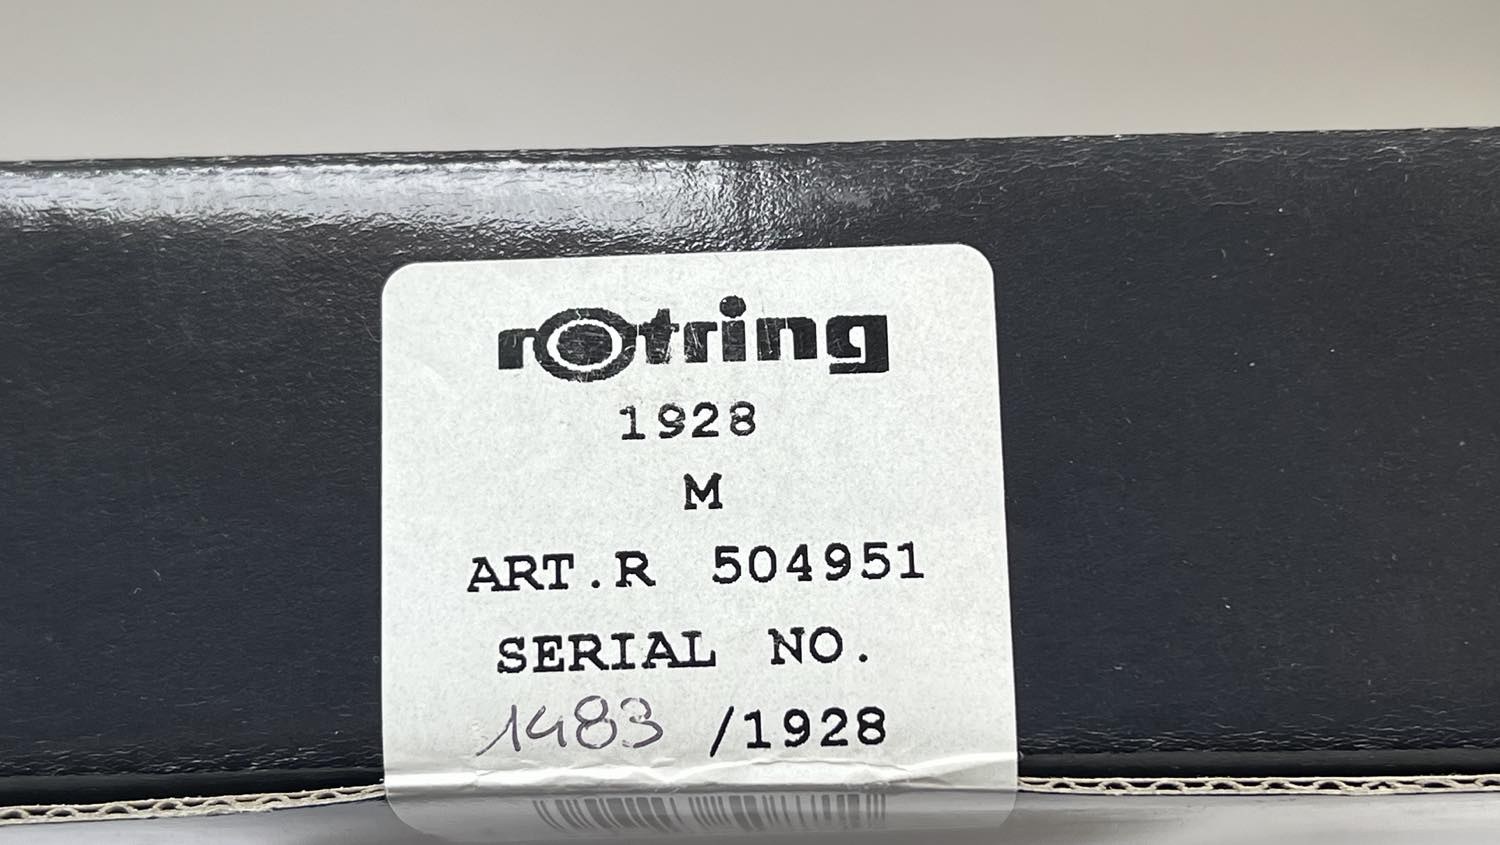 rotring
1928
M
ART.R 504951
SERIAL NO.
1483 /1928